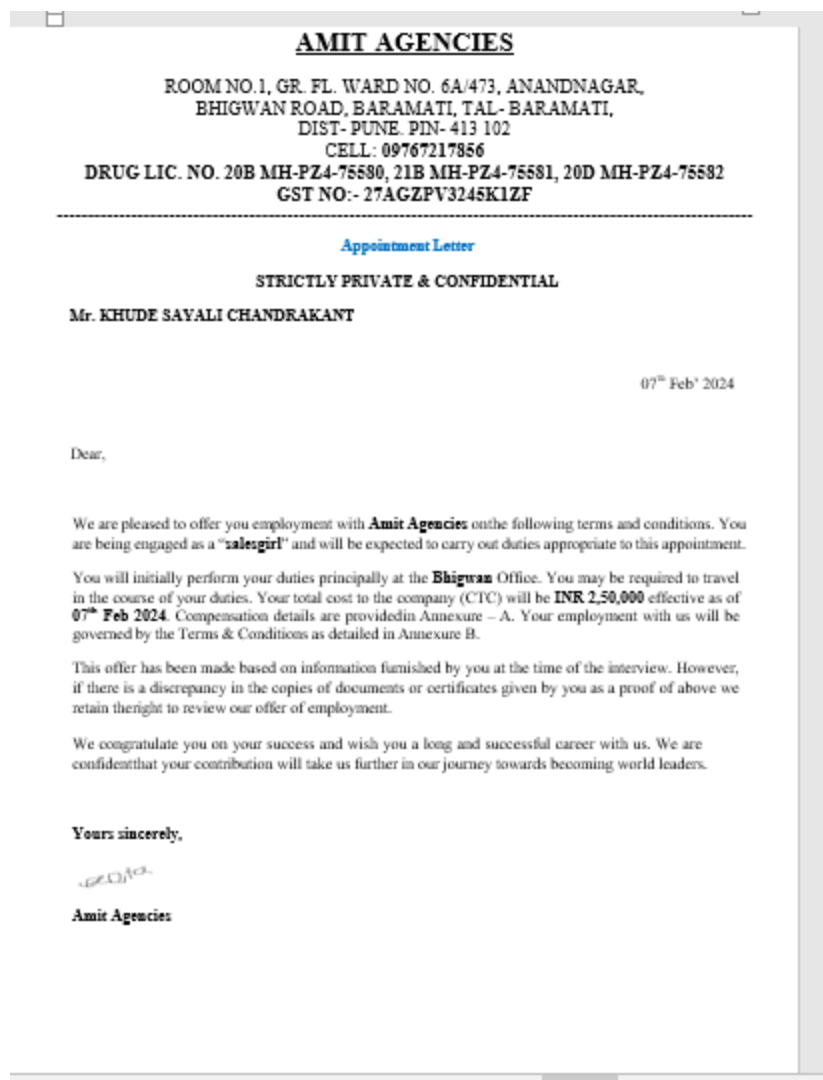 AMIT AGENCIES
ROOM NO.1, GR. FL. WARD NO. 6A/473, ANANDNAGAR,
BHIGWAN ROAD, BARAMATI, TAL- BARAMATI,
DIST- PUNE. PIN- 413 102
CELL: 09767217856
DRUG LIC. NO. 20B MH-PZ4-75580, 21B MH-PZ4-75581, 20D MH-PZ4-75582
GST NO:- 27AGZPV3245K1ZF
Appointment Letter
STRICTLY PRIVATE & CONFIDENTIAL
Mr. KHUDE SAYALI CHANDRAKANT
07th Feb' 2024
Dear,
We are pleased to offer you employment with Amit Agencies onthe following terms and conditions. You
are being engaged as a "salesgirl" and will be expected to carry out duties appropriate to this appointment.
You will initially perform your duties principally at the Bhigwan Office. You may be required to travel
in the course of your duties. Your total cost to the company (CTC) will be INR 2,50,000 effective as of
07th Feb 2024. Compensation details are providedin Annexure – A. Your employment with us will be
governed by the Terms & Conditions as detailed in Annexure B.
This offer has been made based on information furnished by you at the time of the interview. However,
if there is a discrepancy in the copies of documents or certificates given by you as a proof of above we
retain theright to review our offer of employment.
We congratulate you on your success and wish you a long and successful career with us. We are
confidentthat your contribution will take us further in our journey towards becoming world leaders.
Yours sincerely,
Amit Agencies